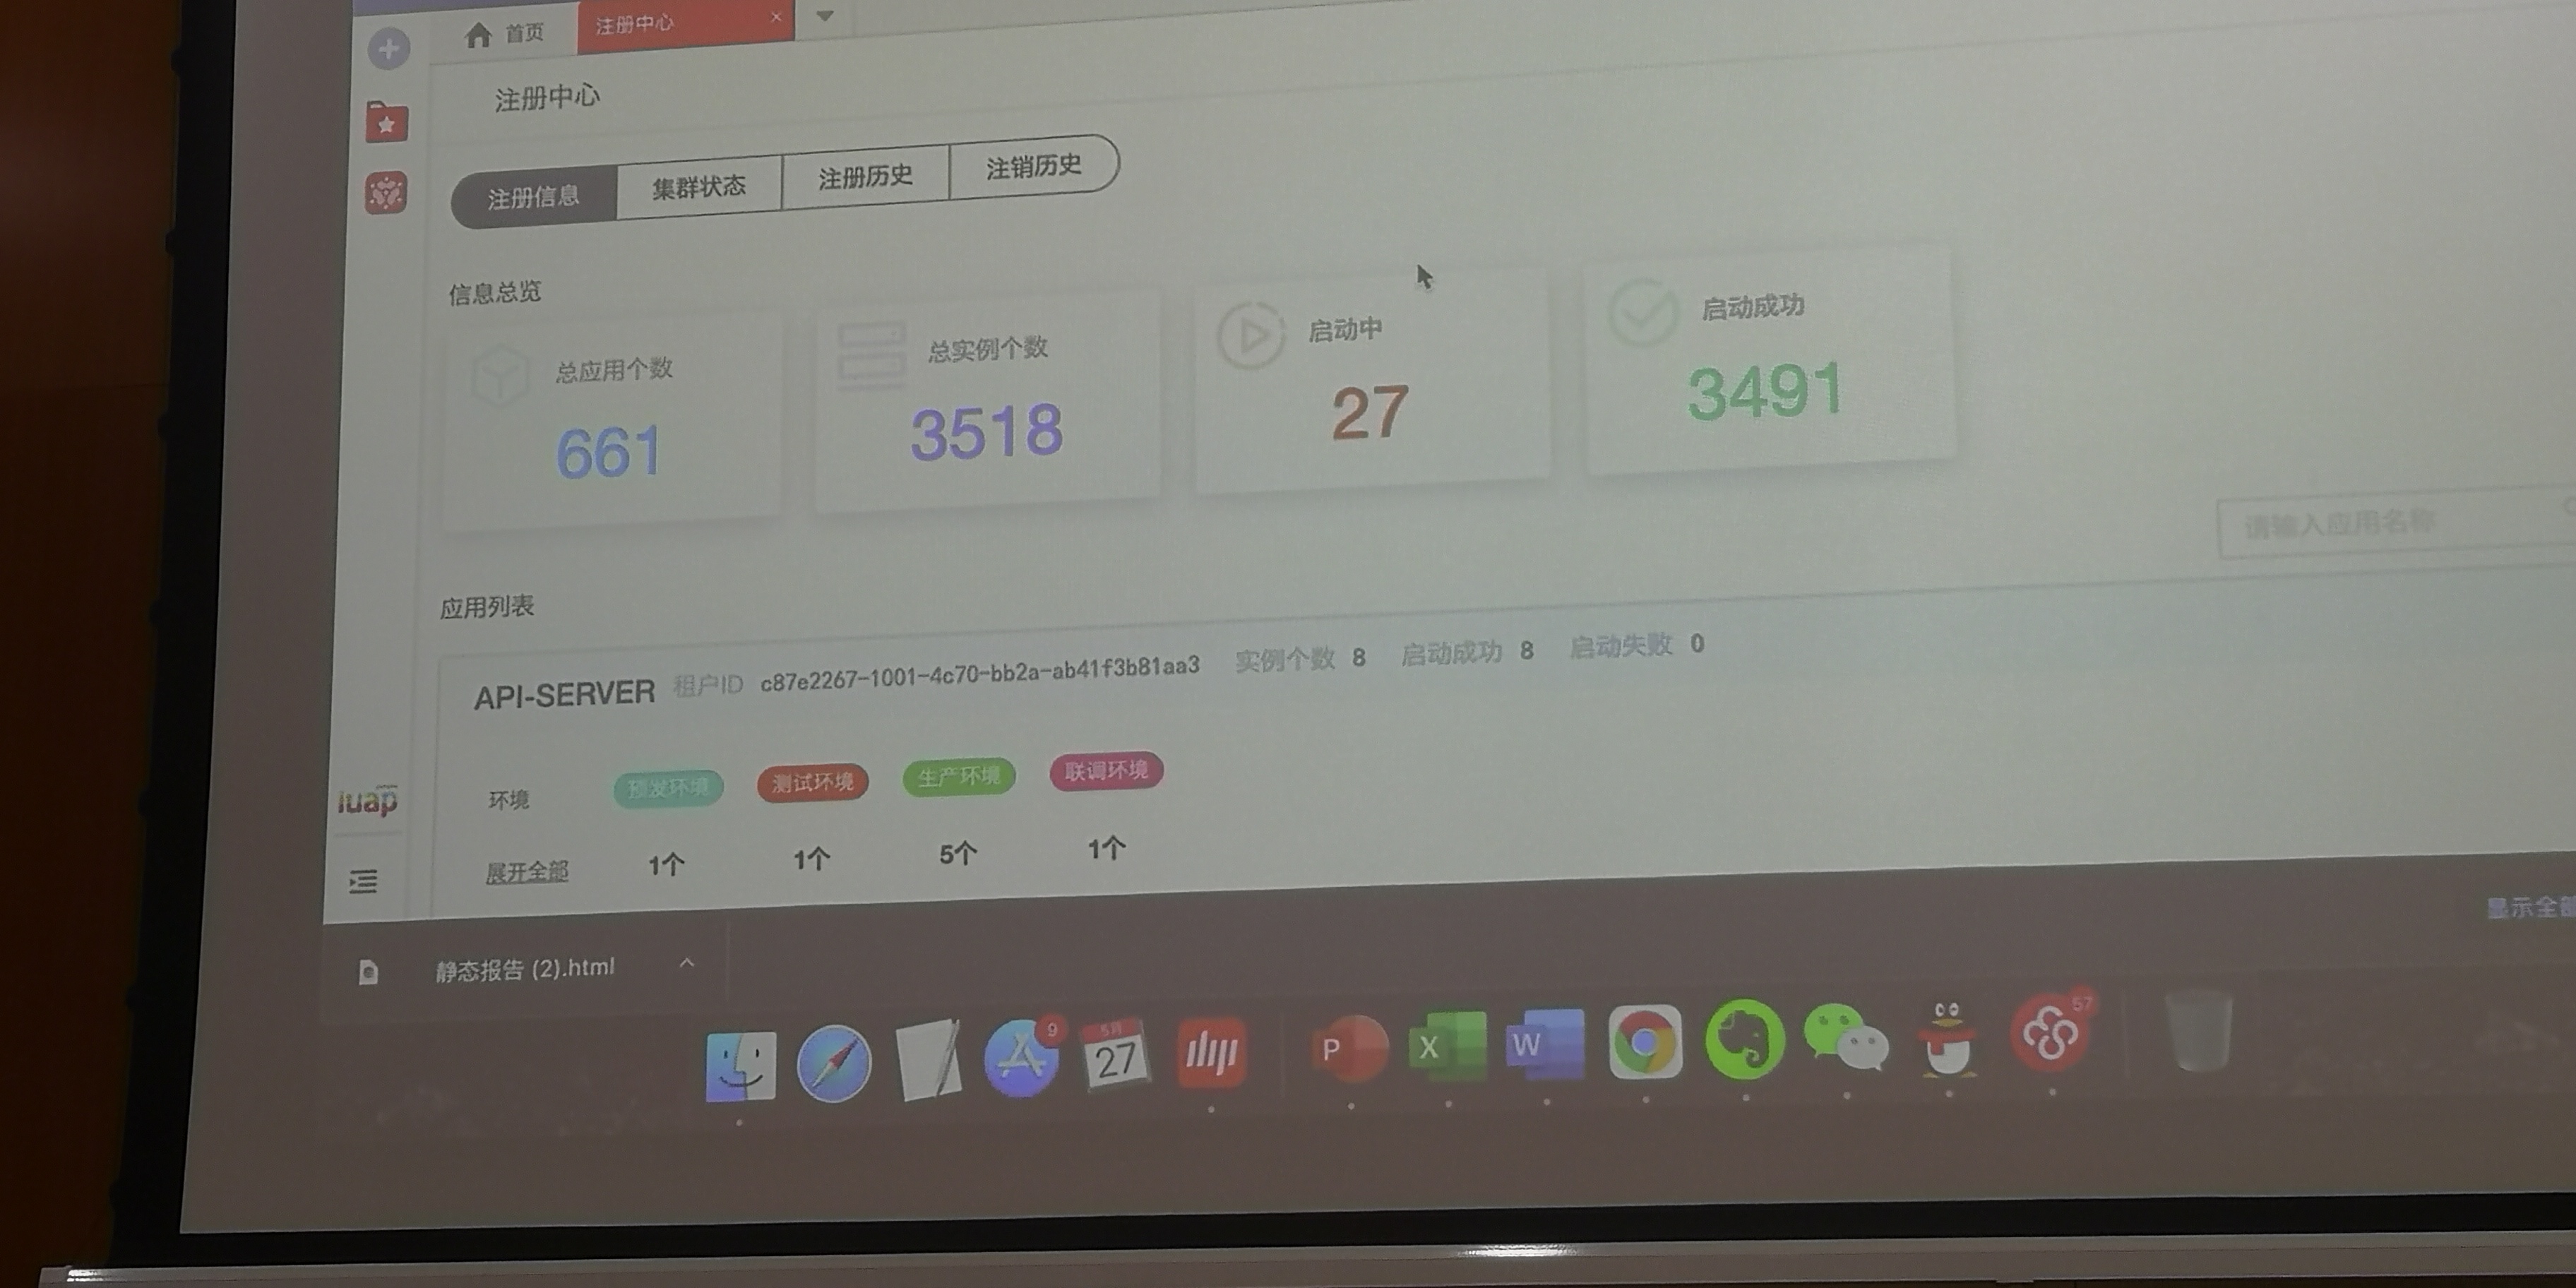 首页
注册中心
注册中心
注册信息
集群状态
注册历史
注销历史
信息总览
总应用个数
661
总实例个数
3518
启动中
27
启动成功
3491
请输入应用名称
应用列表
API-SERVER 租户ID c87e2267-1001-4c70-bb2a-ab41f3b81aa3 实例个数 8 启动成功 8 启动失败 0
环境 预发环境 测试环境 生产环境 联调环境
展开全部 1个 1个 5个 1个
iuap
显示全部
静态报告 (2).html
9
5月
27
P
X
W
57